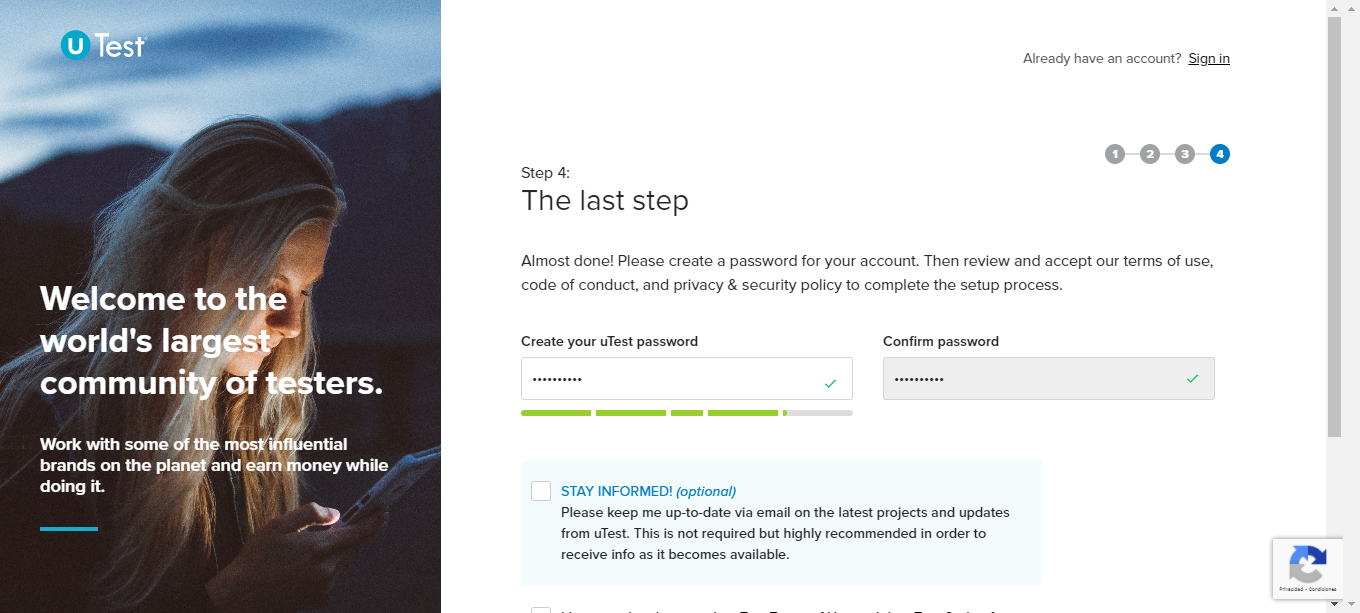 U Test
Already have an account? Sign in
1 2 3 4
Step 4:
The last step
Almost done! Please create a password for your account. Then review and accept our terms of use,
code of conduct, and privacy & security policy to complete the setup process.
Welcome to the
world's largest
community of testers.
Work with some of the most influential
brands on the planet and earn money while
doing it.
Create your uTest password
Confirm password
••••••••••
••••••••••
STAY INFORMED! (optional)
Please keep me up-to-date via email on the latest projects and updates
from uTest. This is not required but highly recommended in order to
receive info as it becomes available.
Privacidad - Condiciones